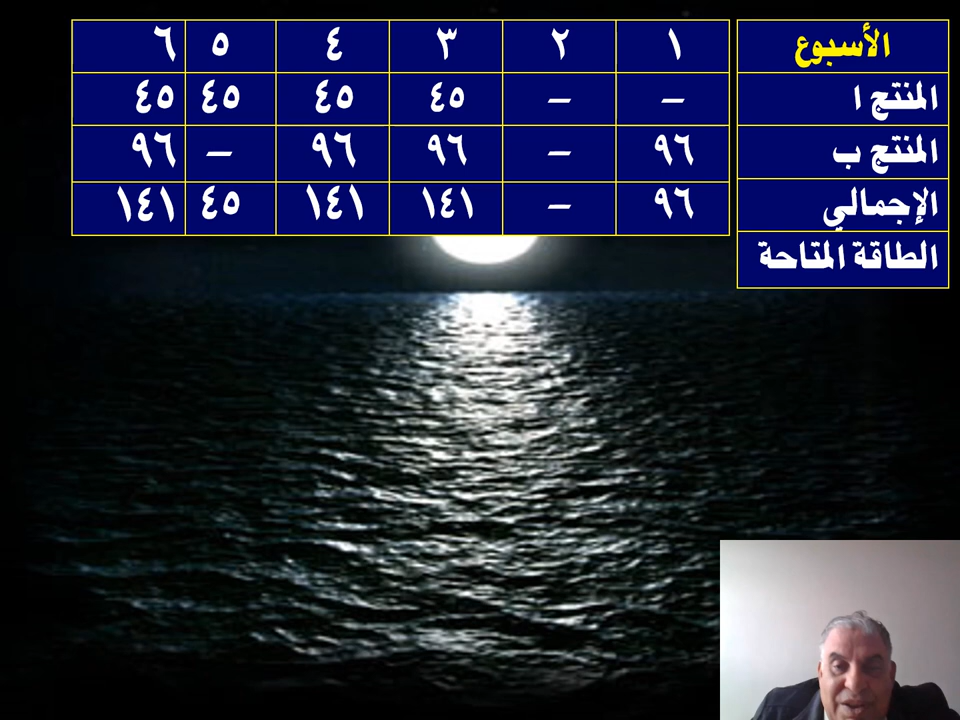 الأسبوع ١ ٢ ٣ ٤ ٥ ٦
المنتج ا – – ٤٥ ٤٥ ٤٥ ٤٥
المنتج ب ٩٦ – ٩٦ ٩٦ – ٩٦
الإجمالي ٩٦ – ١٤١ ١٤١ ٤٥ ١٤١
الطاقة المتاحة